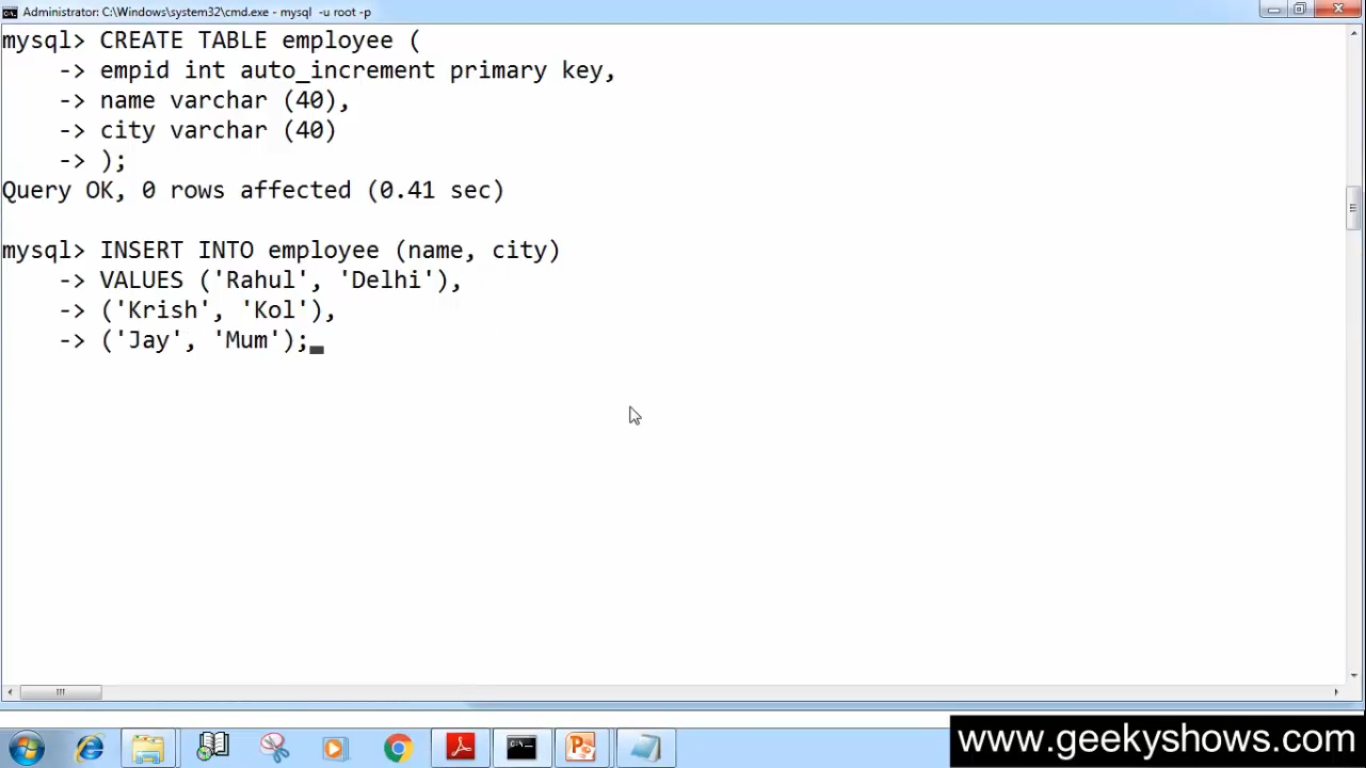 Administrator: C:\Windows\system32\cmd.exe - mysql -u root -p
mysql> CREATE TABLE employee (
-> empid int auto_increment primary key,
-> name varchar (40),
-> city varchar (40)
-> );
Query OK, 0 rows affected (0.41 sec)
mysql> INSERT INTO employee (name, city)
-> VALUES ('Rahul', 'Delhi'),
-> ('Krish', 'Kol'),
-> ('Jay', 'Mum');
www.geekyshows.com